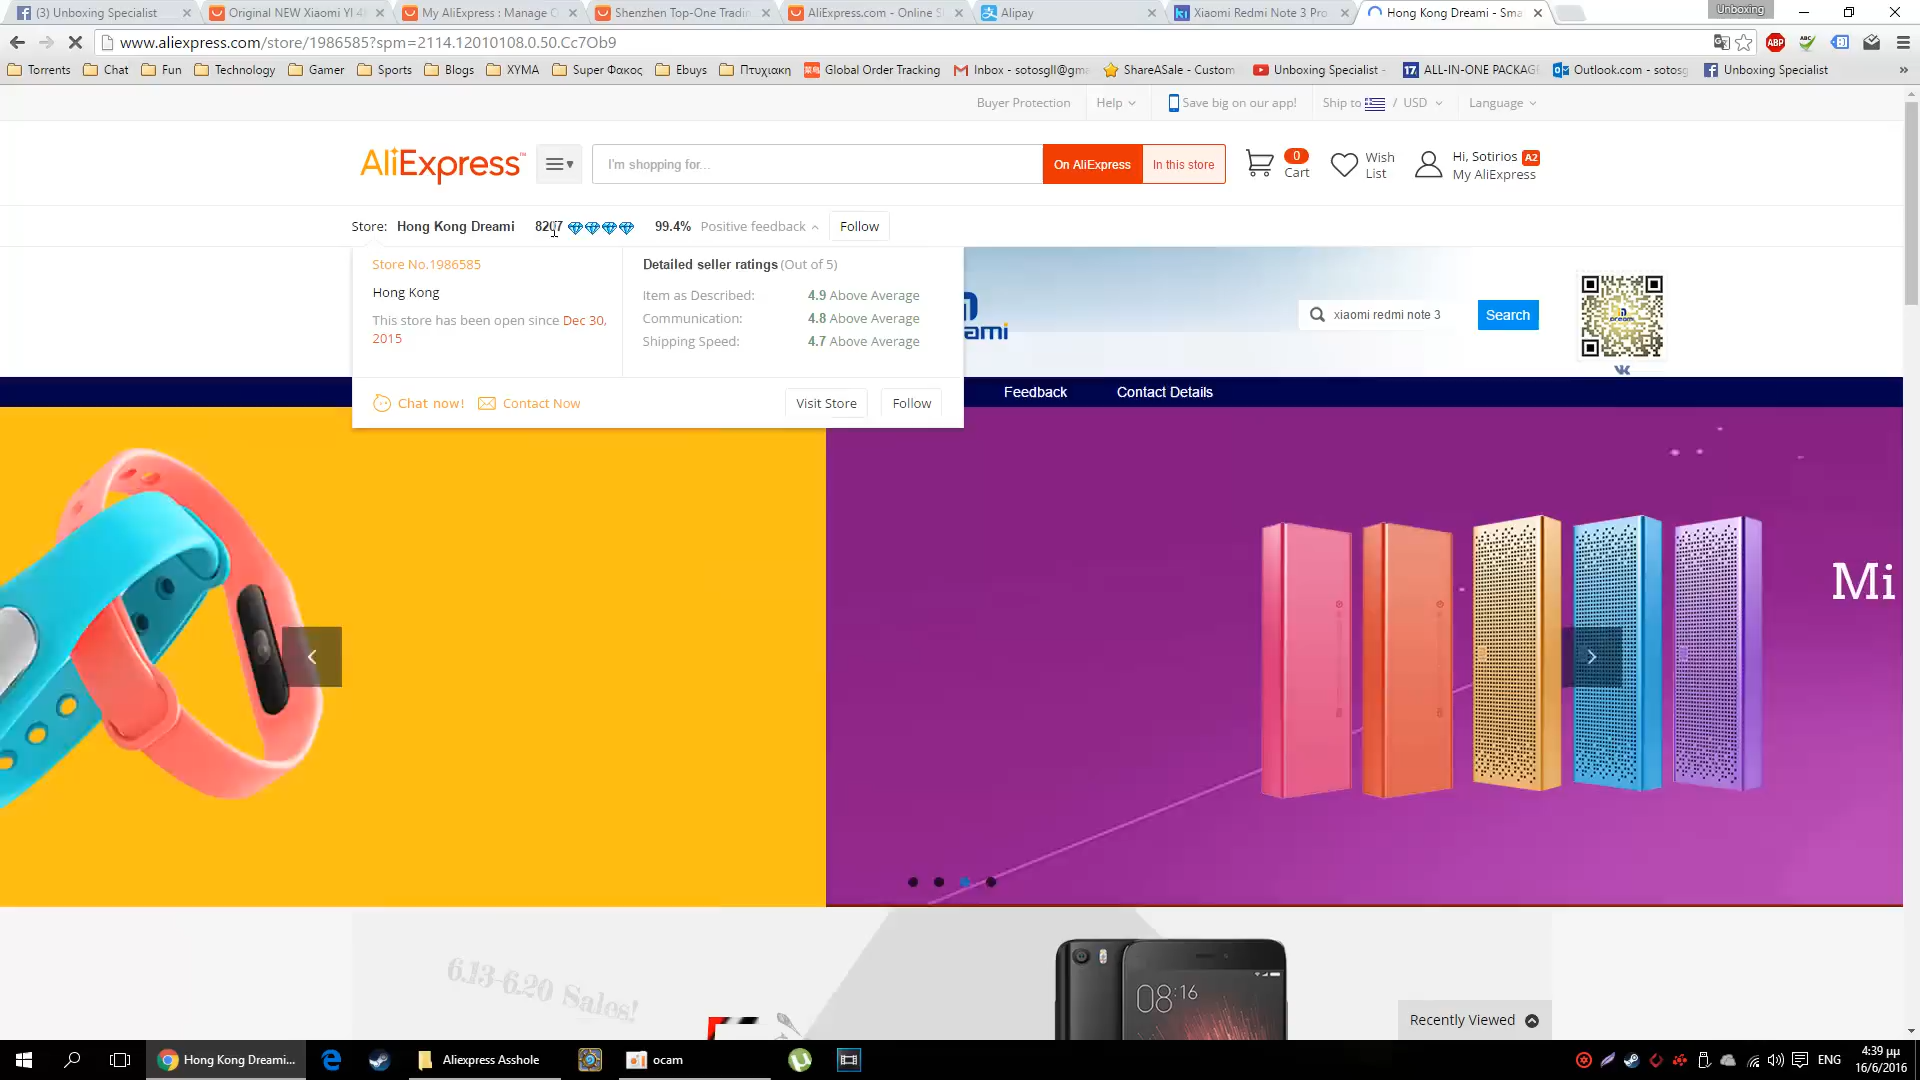 (3) Unboxing Specialist
Original NEW Xiaomi YI 4
My AliExpress : Manage O
Shenzhen Top-One Tradin
AliExpress.com - Online S
Alipay
Xiaomi Redmi Note 3 Pro
Hong Kong Dreami - Sma
Unboxing
www.aliexpress.com/store/1986585?spm=2114.12010108.0.50.Cc7Ob9
ABP
ABC
Torrents
Chat
Fun
Technology
Gamer
Sports
Blogs
XYMA
Super Φακος
Ebuys
Πτυχιακη
Global Order Tracking
Inbox - sotosgll@gma
ShareASale - Custom
Unboxing Specialist -
17 ALL-IN-ONE PACKAG
Outlook.com - sotosg
Unboxing Specialist
Buyer Protection
Help
Save big on our app!
Ship to / USD
Language
AliExpress™
I'm shopping for...
On AliExpress
In this store
0
Cart
Wish
List
Hi, Sotirios A2
My AliExpress
Store: Hong Kong Dreami 8207 99.4% Positive feedback
Follow
Store No.1986585
Hong Kong
This store has been open since Dec 30,
2015
Detailed seller ratings (Out of 5)
Item as Described: 4.9 Above Average
Communication: 4.8 Above Average
Shipping Speed: 4.7 Above Average
Chat now!
Contact Now
Visit Store
Follow
ami
xiaomi redmi note 3
Search
Feedback
Contact Details
Mi
6.13-6.20 Sales!
08:16
Recently Viewed
Hong Kong Dreami...
Aliexpress Asshole
ocam
ENG
4:39 μμ
16/6/2016